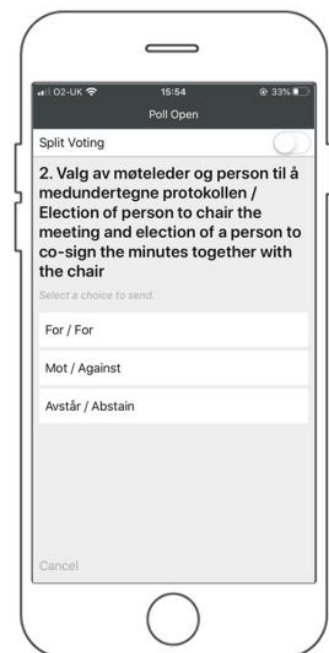 O2-UK 15:54 33%
Poll Open
Split Voting
2. Valg av møteleder og person til å
medundertegne protokollen /
Election of person to chair the
meeting and election of a person to
co-sign the minutes together with
the chair
Select a choice to send.
For / For
Mot / Against
Avstår / Abstain
Cancel